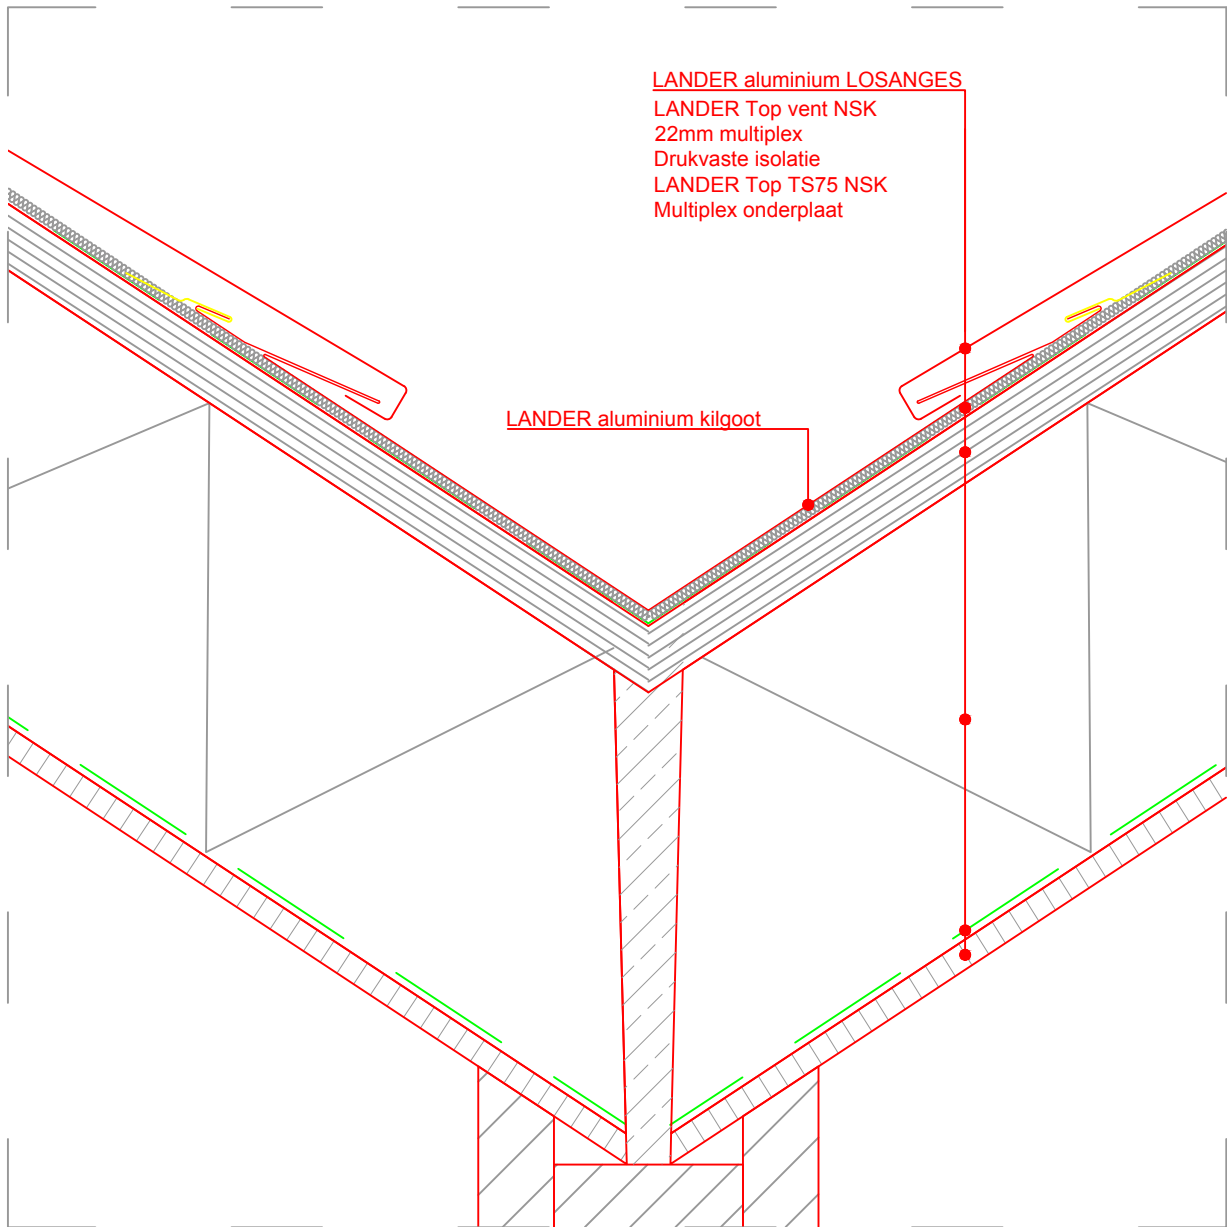 LANDER aluminium LOSANGES
LANDER Top vent NSK
22mm multiplex
Drukvaste isolatie
LANDER Top TS75 NSK
Multiplex onderplaat
LANDER aluminium kilgoot